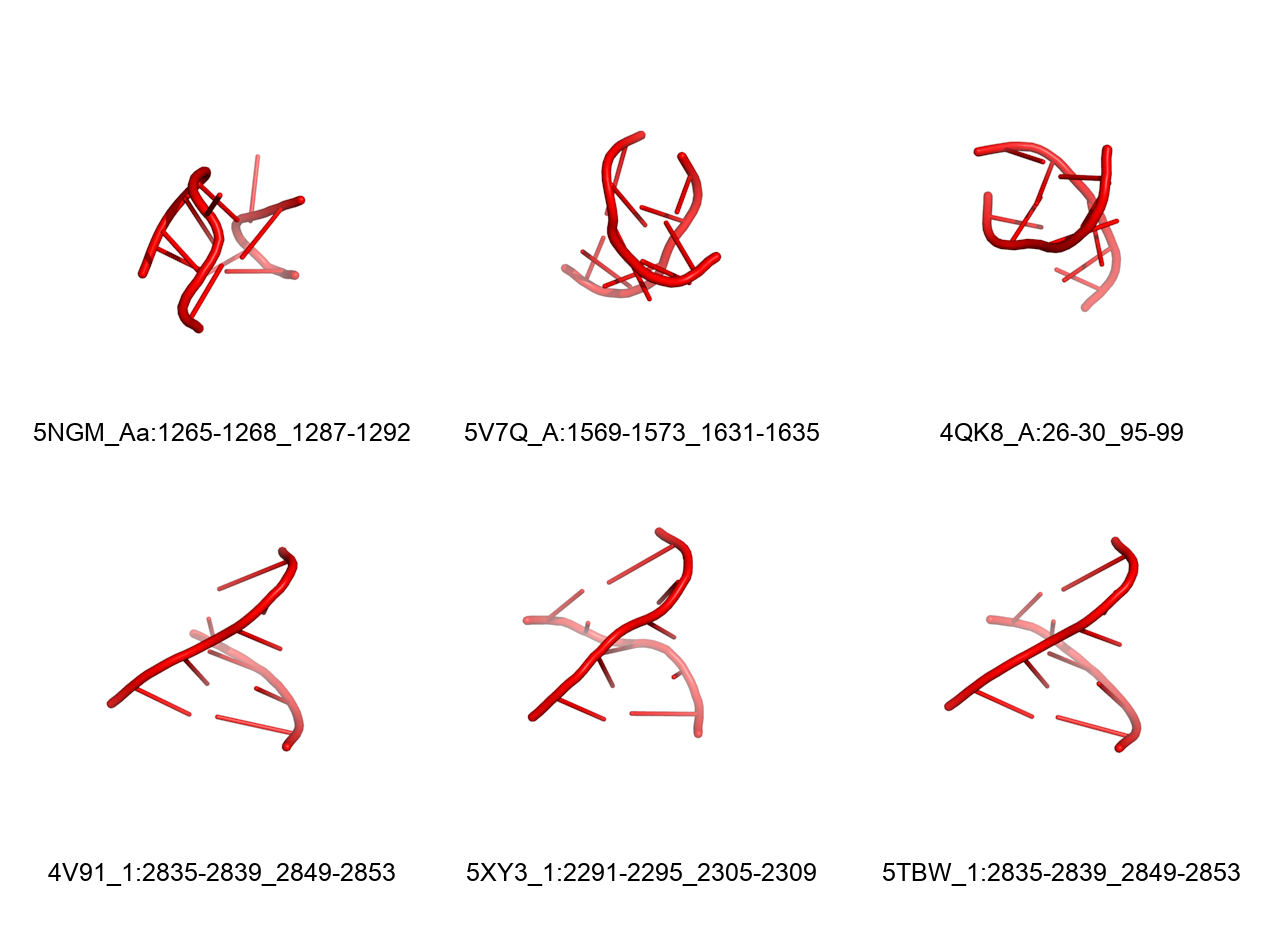 5NGM_Aa:1265-1268_1287-1292
5V7Q_A:1569-1573_1631-1635
4QK8_A:26-30_95-99
4V91_1:2835-2839_2849-2853
5XY3_1:2291-2295_2305-2309
5TBW_1:2835-2839_2849-2853